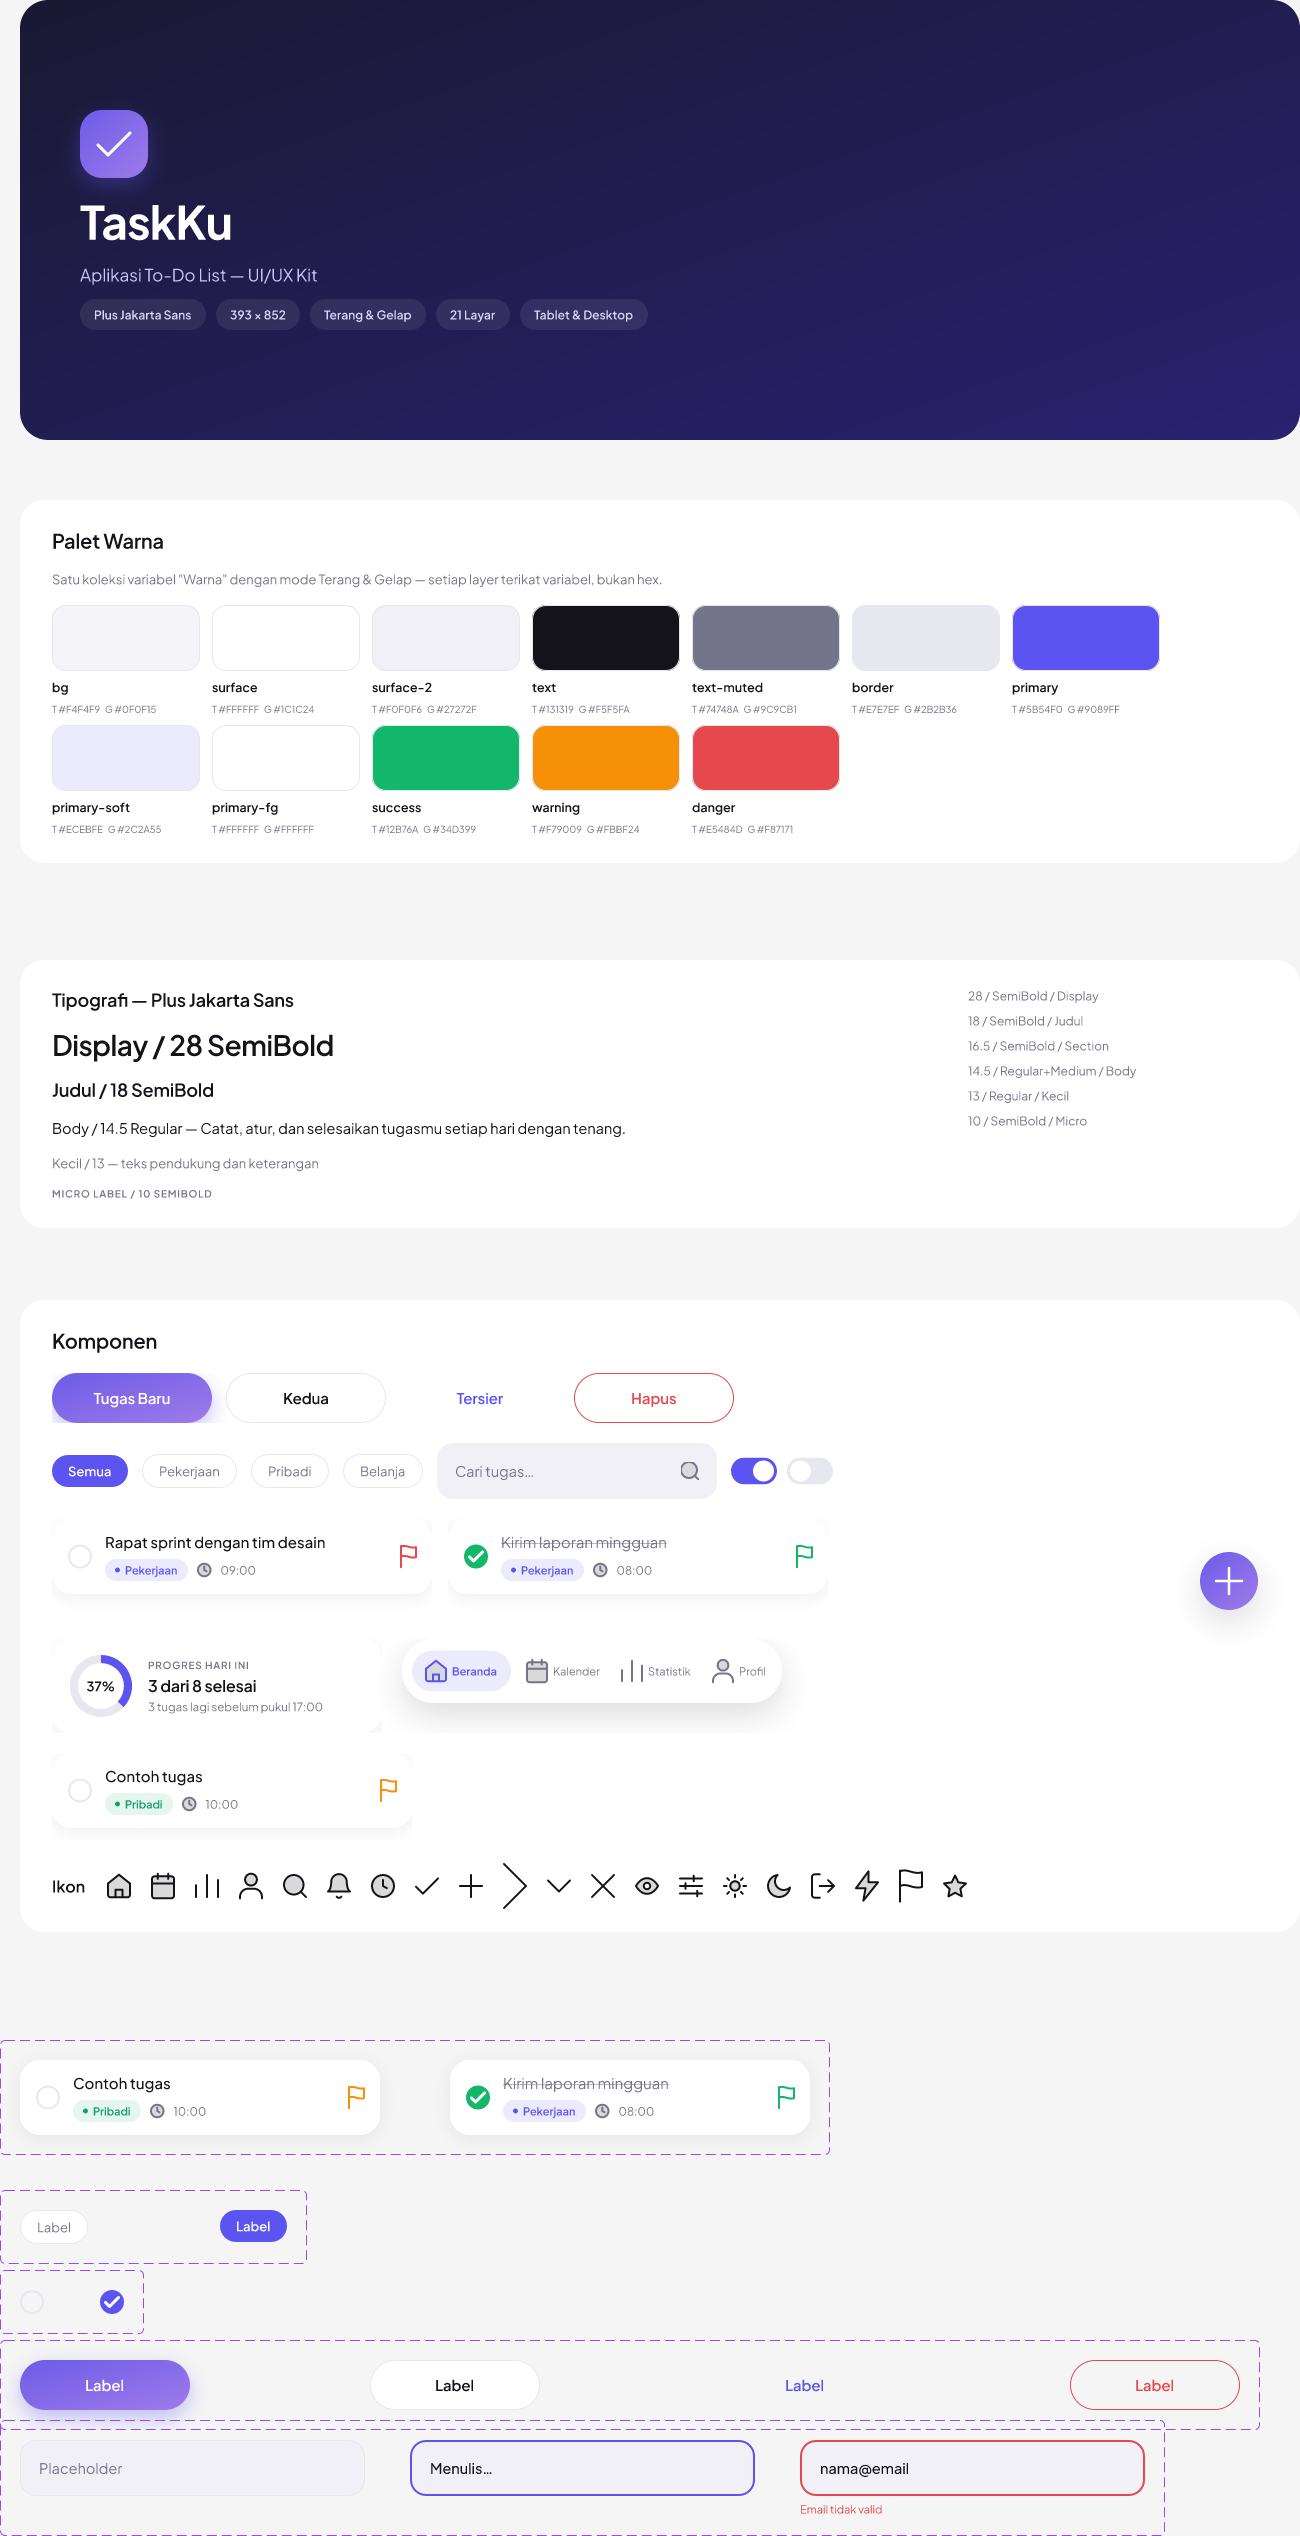 TaskKu
Aplikasi To-Do List — UI/UX Kit
Plus Jakarta Sans 393 × 852 Terang & Gelap 21 Layar Tablet & Desktop
Palet Warna
Satu koleksi variabel "Warna" dengan mode Terang & Gelap — setiap layer terikat variabel, bukan hex.
bg surface surface-2 text text-muted border primary
T #F4F4F9 G #0F0F15 T #FFFFFF G #1C1C24 T #F0F0F6 G #27272F T #131319 G #F5F5FA T #74748A G #9C9CB1 T #E7E7EF G #2B2B36 T #5B54F0 G #9089FF
primary-soft primary-fg success warning danger
T #ECEBFE G #2C2A55 T #FFFFFF G #FFFFFF T #12B76A G #34D399 T #F79009 G #FBBF24 T #E5484D G #F87171
Tipografi — Plus Jakarta Sans
Display / 28 SemiBold
Judul / 18 SemiBold
Body / 14.5 Regular — Catat, atur, dan selesaikan tugasmu setiap hari dengan tenang.
Kecil / 13 — teks pendukung dan keterangan
MICRO LABEL / 10 SEMIBOLD
28 / SemiBold / Display
18 / SemiBold / Judul
16.5 / SemiBold / Section
14.5 / Regular+Medium / Body
13 / Regular / Kecil
10 / SemiBold / Micro
Komponen
Tugas Baru Kedua Tersier Hapus
Semua Pekerjaan Pribadi Belanja Cari tugas...
Rapat sprint dengan tim desain
Pekerjaan 09:00
Kirim laporan mingguan
Pekerjaan 08:00
37%
PROGRES HARI INI
3 dari 8 selesai
3 tugas lagi sebelum pukul 17:00
Beranda Kalender Statistik Profil
Contoh tugas
Pribadi 10:00
Ikon
Contoh tugas
Pribadi 10:00
Kirim laporan mingguan
Pekerjaan 08:00
Label Label
Label Label Label Label
Placeholder Menulis... nama@email
Email tidak valid